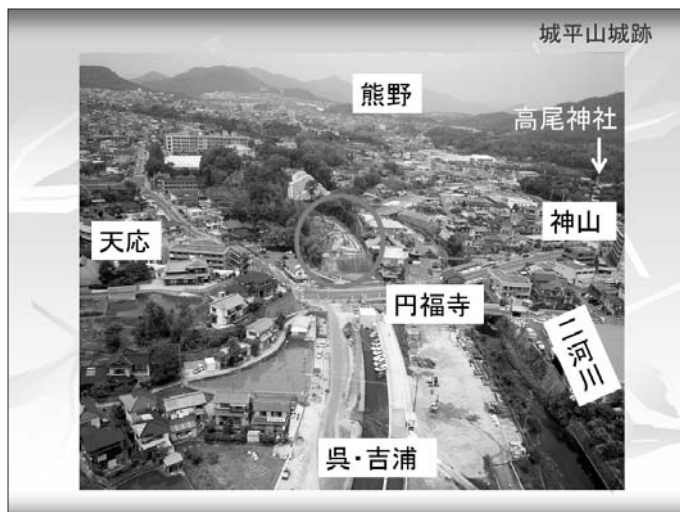 城平山城跡
熊野
高尾神社
神山
天応
円福寺
二河川
呉・吉浦